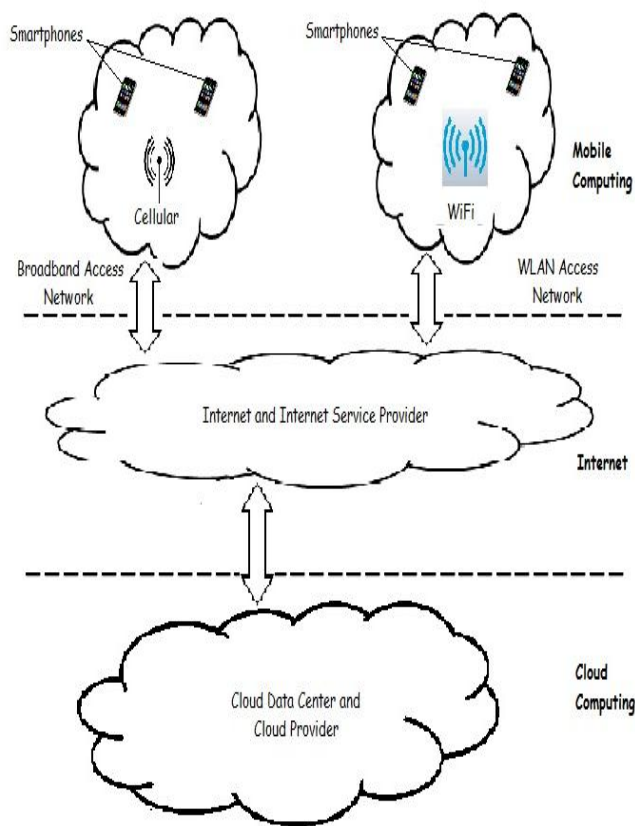 Smartphones
Smartphones
Cellular
WiFi
Mobile
Computing
Broadband Access
Network
WLAN Access
Network
Internet and Internet Service Provider
Internet
Cloud Data Center and
Cloud Provider
Cloud
Computing